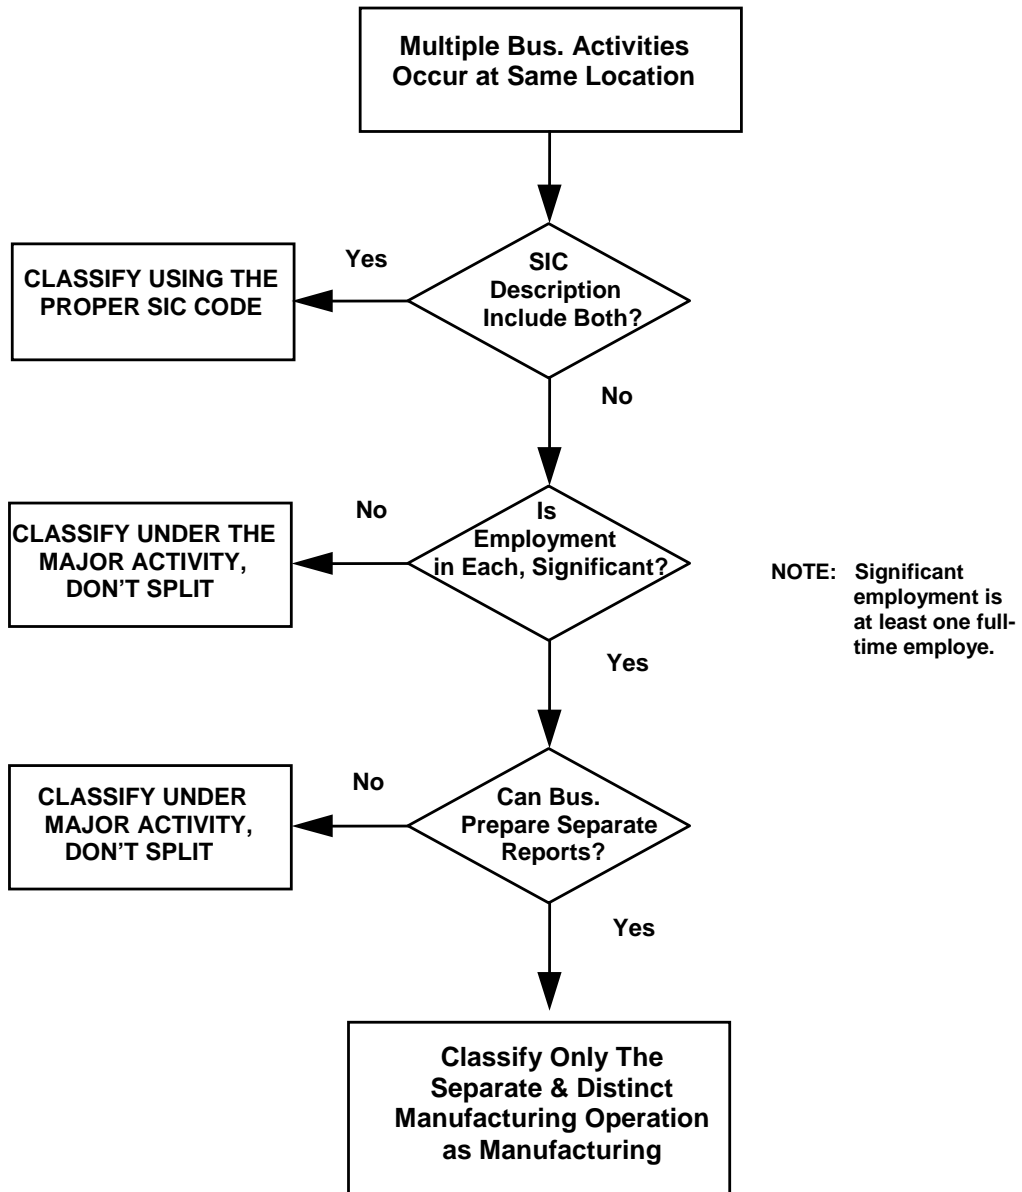 Multiple Bus. Activities
Occur at Same Location
Yes
SIC
Description
Include Both?
CLASSIFY USING THE
PROPER SIC CODE
No
No
Is
Employment
in Each, Significant?
CLASSIFY UNDER THE
MAJOR ACTIVITY,
DON'T SPLIT
NOTE: Significant
employment is
at least one full-
time employe.
Yes
No
Can Bus.
Prepare Separate
Reports?
CLASSIFY UNDER
MAJOR ACTIVITY,
DON'T SPLIT
Yes
Classify Only The
Separate & Distinct
Manufacturing Operation
as Manufacturing